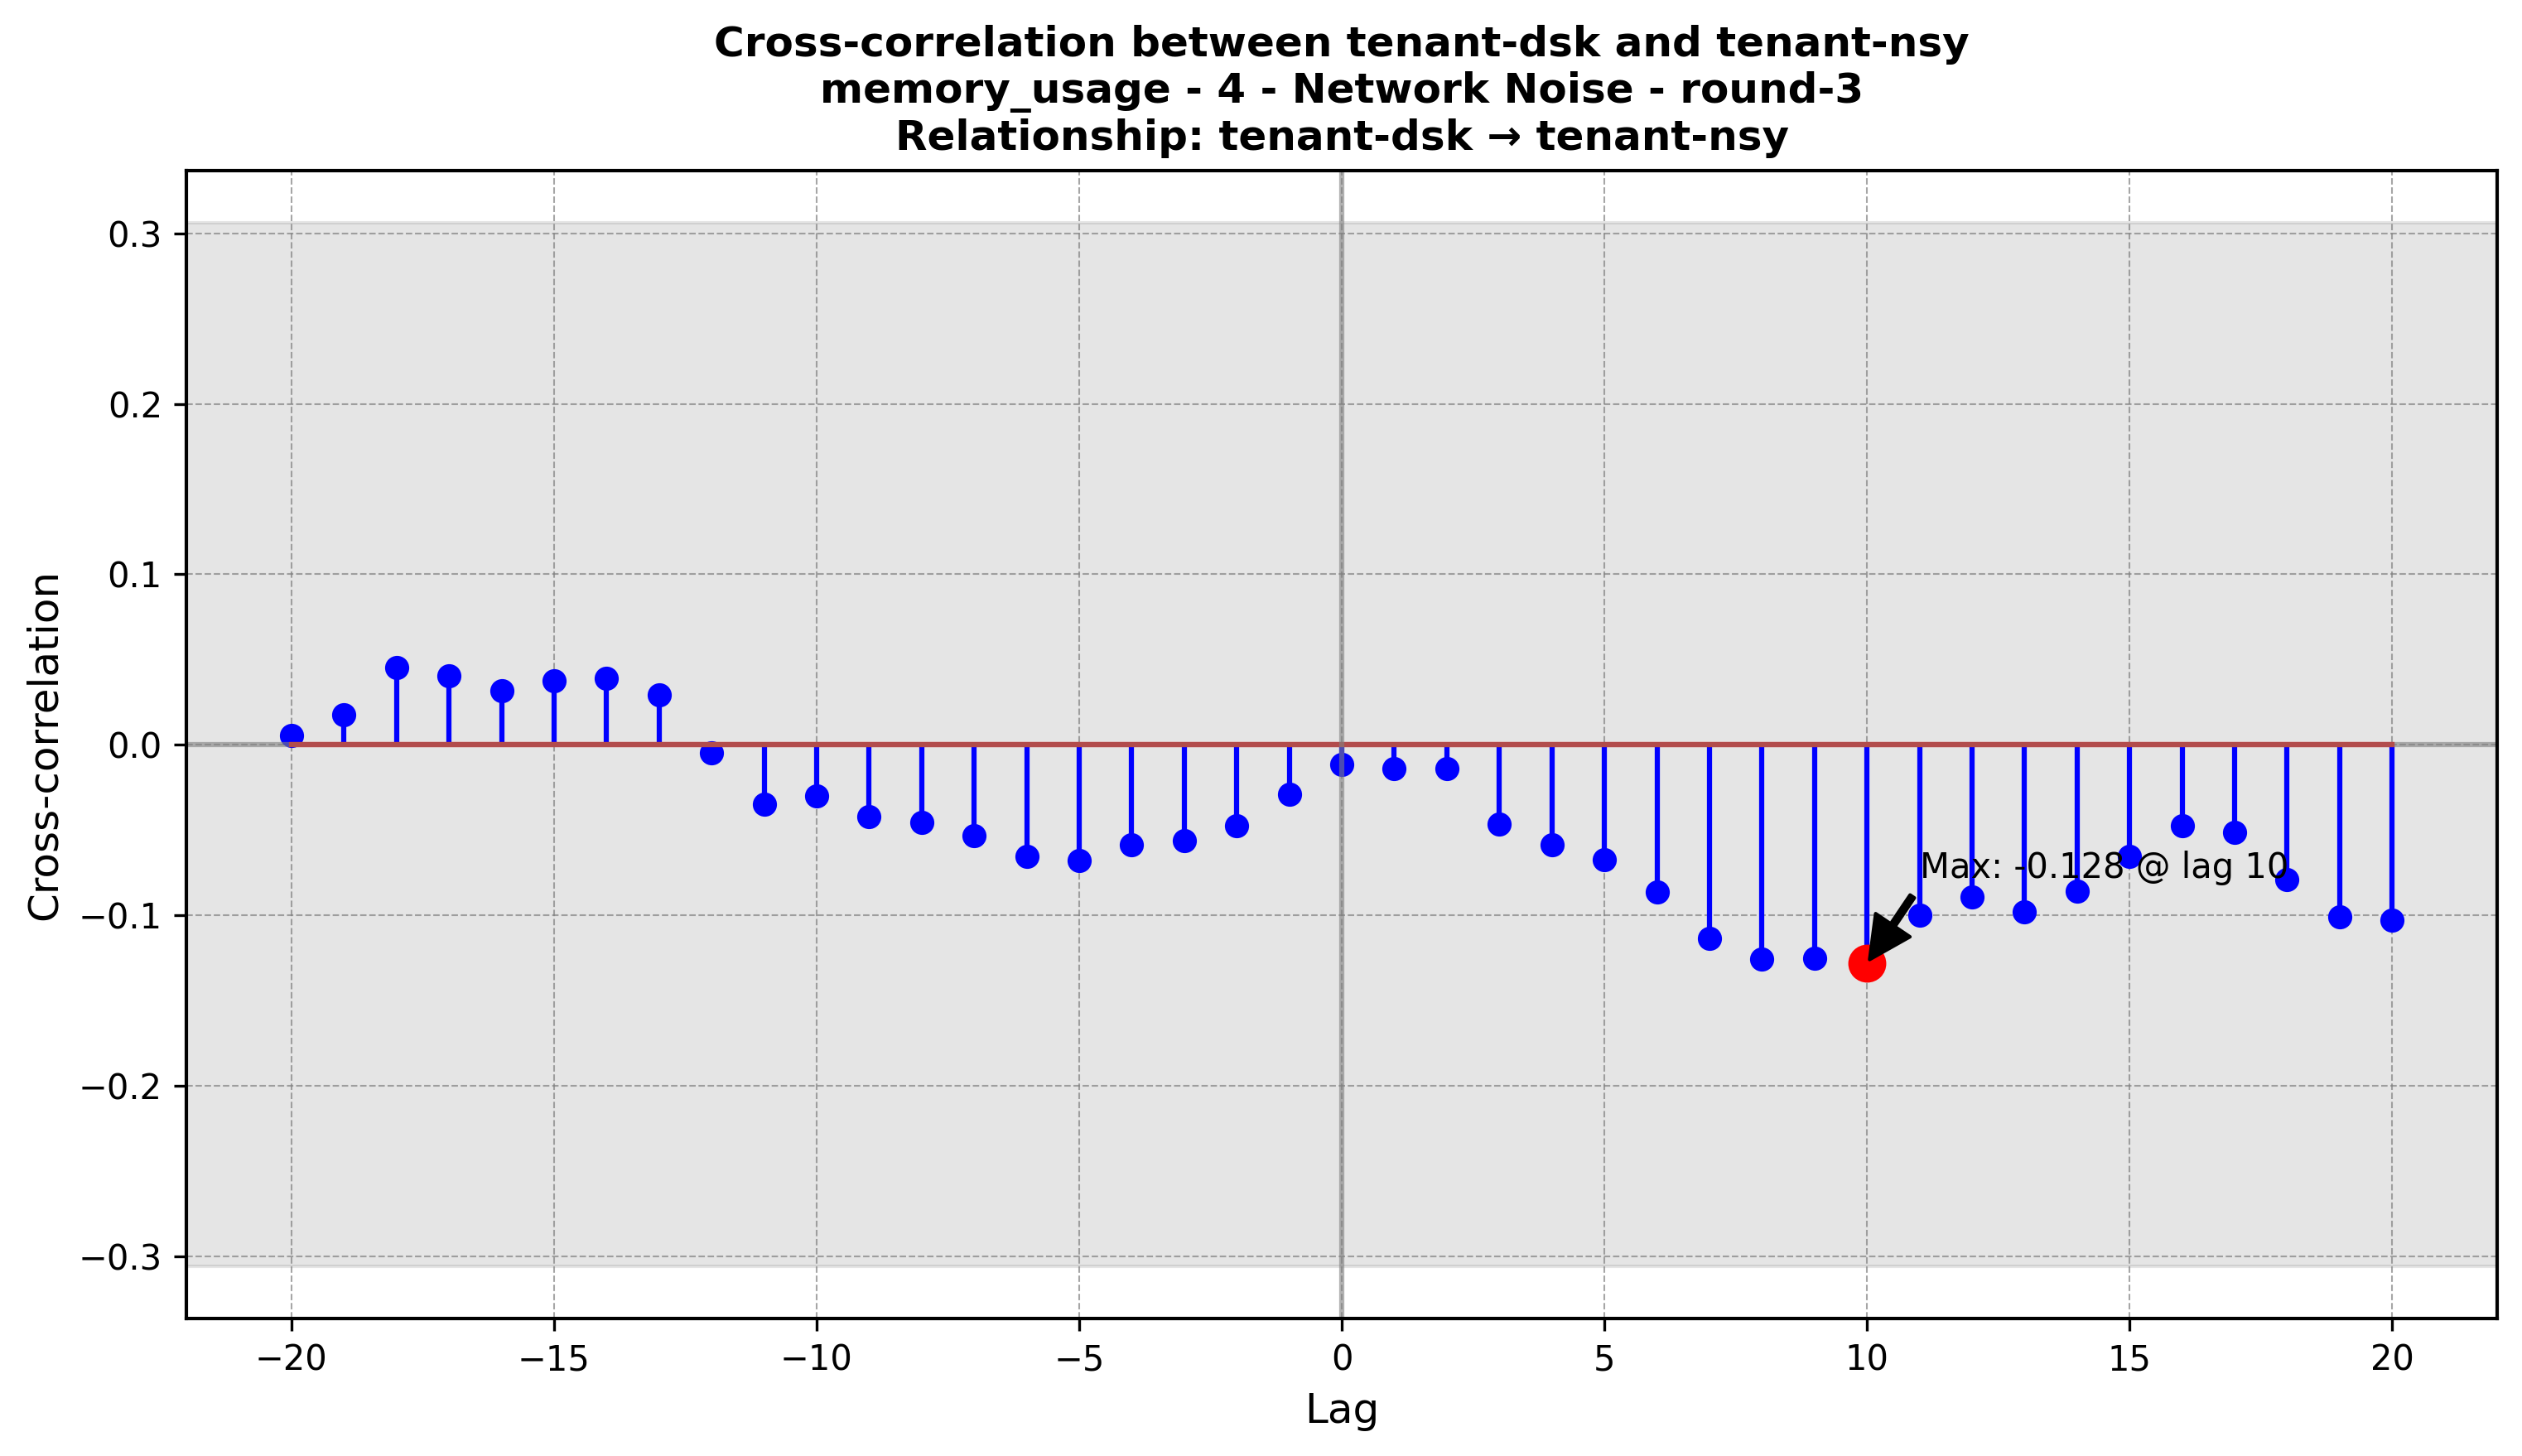 Cross-correlation between tenant-dsk and tenant-nsy
memory_usage - 4 - Network Noise - round-3
Relationship: tenant-dsk → tenant-nsy
Cross-correlation
0.3
0.2
0.1
0.0
−0.1
−0.2
−0.3
Max: -0.128 @ lag 10
−20 −15 −10 −5 0 5 10 15 20
Lag